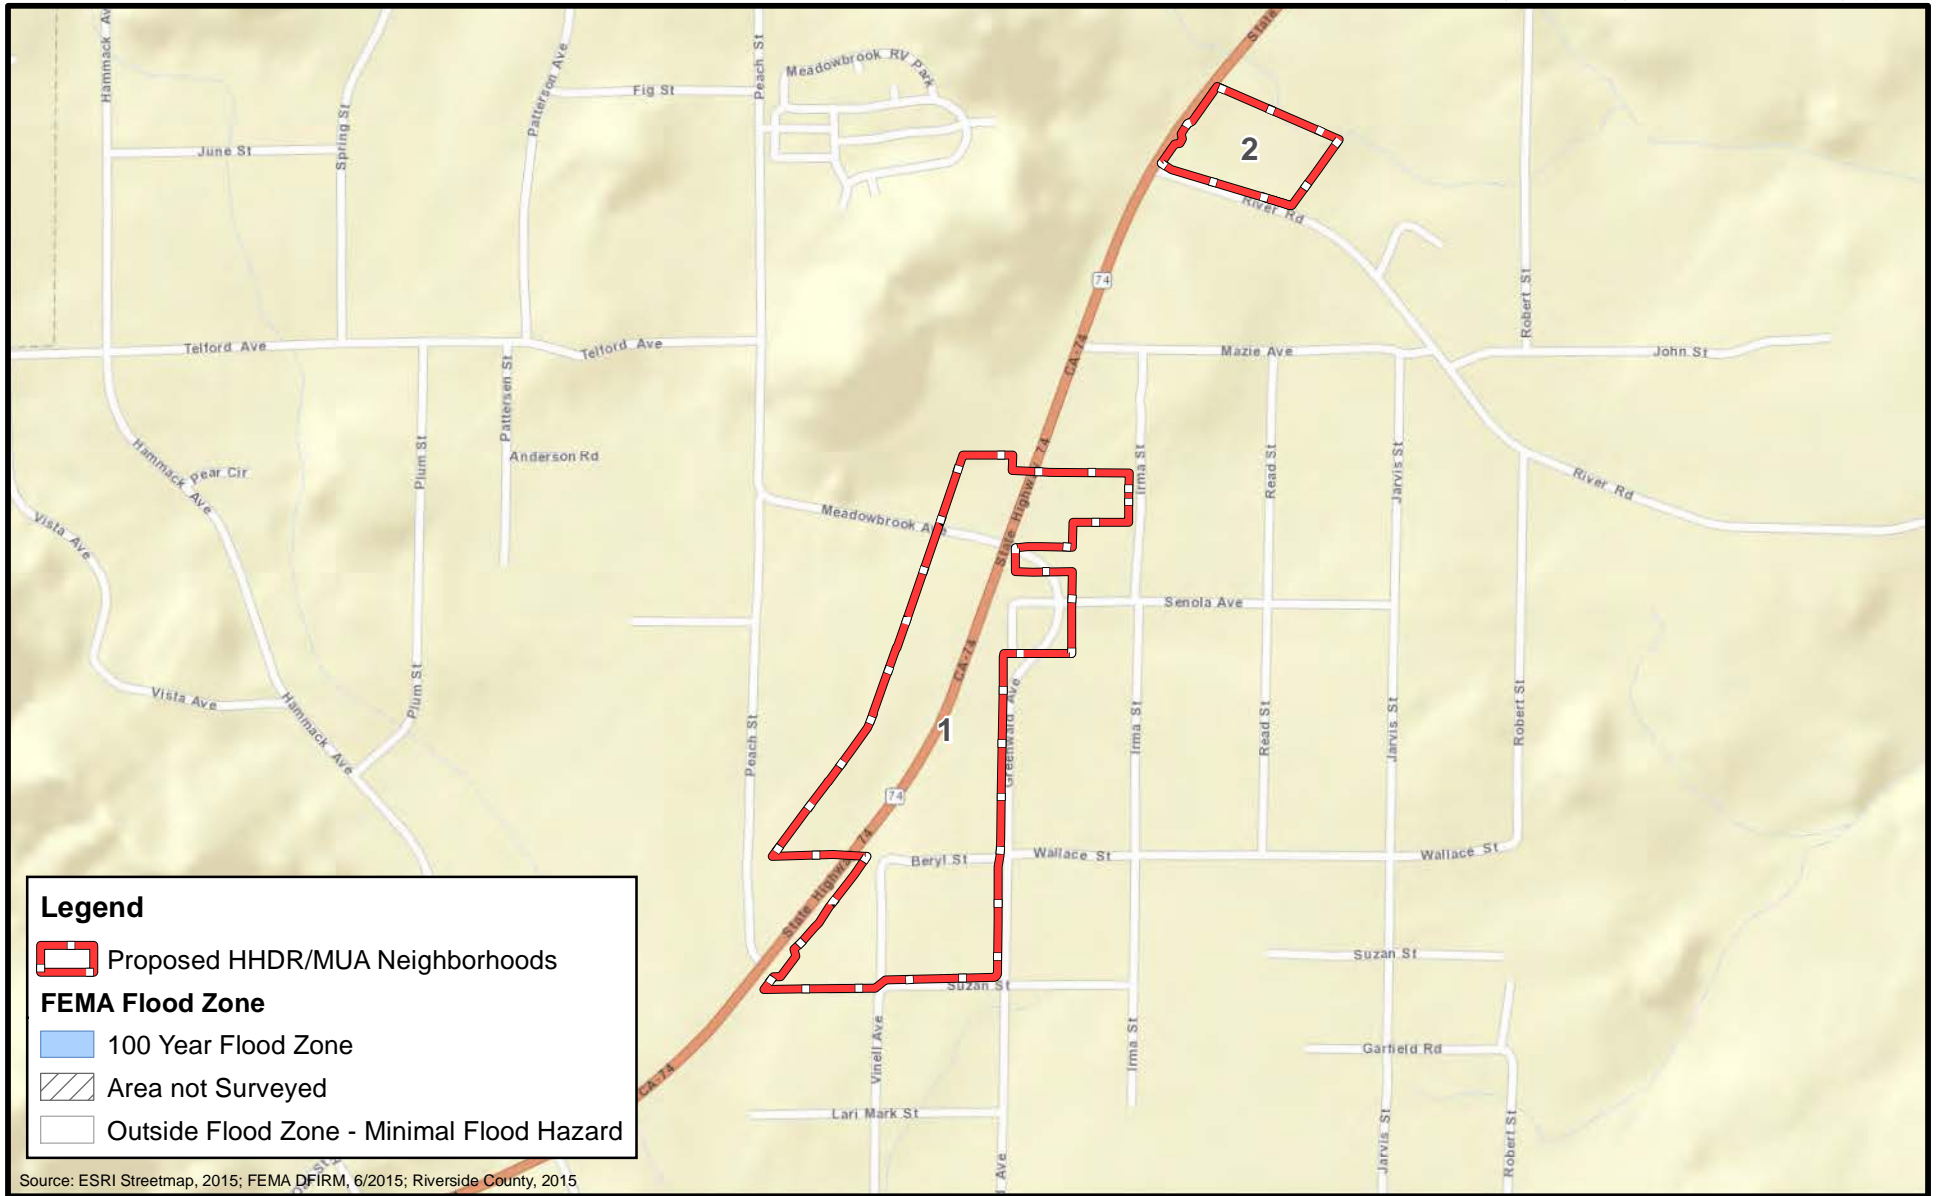 Hammack Av
Spring St
Patterson Ave
Peach St
Meadowbrook RV Park
State
Fig St
June St
2
River Rd
74
Robert St
Telford Ave
Telford Ave
CA-74
Mazie Ave
John St
Pattersen St
Plum St
Anderson Rd
Hammack Ave
Pear Cir
Vista Ave
Meadowbrook Ave
State Highway 74
Irma St
Read St
Jarvis St
River Rd
Senola Ave
CA-74
Vista Ave
Hammack Ave
Plum St
Peach St
1
Greenwald Ave
Irma St
Read St
Jarvis St
Robert St
74
State Highway 74
Beryl St
Wallace St
Wallace St
Suzan St
Suzan St
Vinell Ave
Irma St
Garfield Rd
CA-74
Lari Mark St
Jarvis St
Robert St
Ave
Legend
Proposed HHDR/MUA Neighborhoods
FEMA Flood Zone
100 Year Flood Zone
Area not Surveyed
Outside Flood Zone - Minimal Flood Hazard
Source: ESRI Streetmap, 2015; FEMA DFIRM, 6/2015; Riverside County, 2015